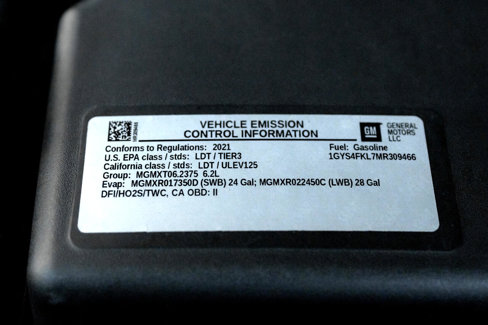 VEHICLE EMISSION
CONTROL INFORMATION
GM
GENERAL
MOTORS
LLC
Conforms to Regulations: 2021
Fuel: Gasoline
U.S. EPA class / stds: LDT / TIER3
1GYS4FKL7MR309466
California class / stds: LDT / ULEV125
Group: MGMXT06.2375 6.2L
Evap: MGMXR017350D (SWB) 24 Gal; MGMXR022450C (LWB) 28 Gal
DFI/HO2S/TWC, CA OBD: II